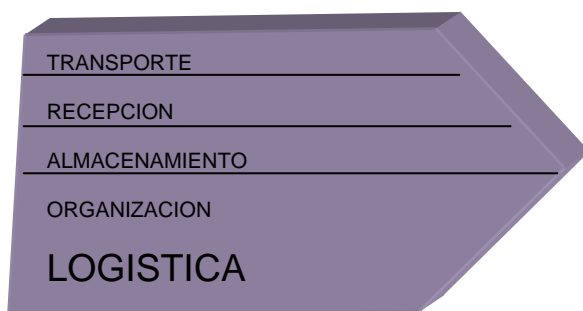 TRANSPORTE
RECEPCION
ALMACENAMIENTO
ORGANIZACION
LOGISTICA